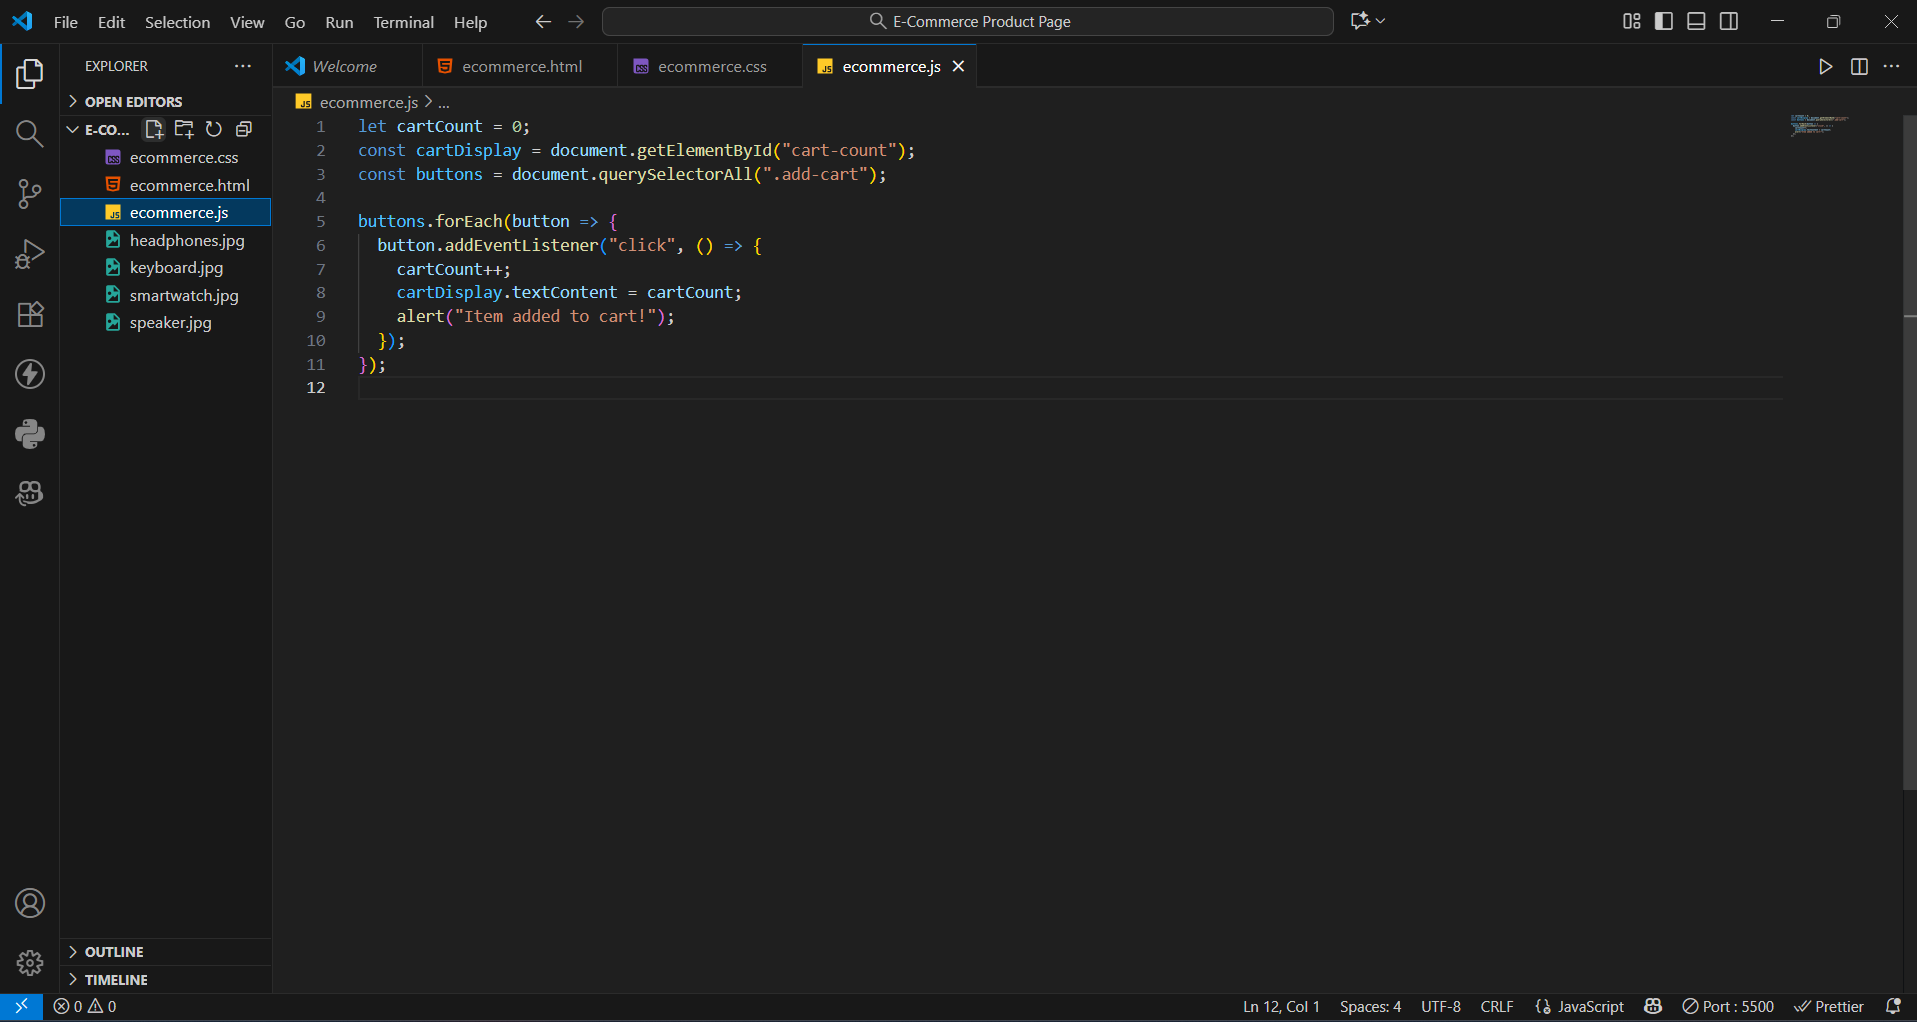 File Edit Selection View Go Run Terminal Help
E-Commerce Product Page
EXPLORER
OPEN EDITORS
E-CO...
ecommerce.css
ecommerce.html
ecommerce.js
headphones.jpg
keyboard.jpg
smartwatch.jpg
speaker.jpg
OUTLINE
TIMELINE
Welcome
ecommerce.html
ecommerce.css
ecommerce.js
ecommerce.js > ...
1 let cartCount = 0;
2 const cartDisplay = document.getElementById("cart-count");
3 const buttons = document.querySelectorAll(".add-cart");
4
5 buttons.forEach(button => {
6 button.addEventListener("click", () => {
7 cartCount++;
8 cartDisplay.textContent = cartCount;
9 alert("Item added to cart!");
10 });
11 });
12
0 0
Ln 12, Col 1 Spaces: 4 UTF-8 CRLF {} JavaScript Port : 5500 Prettier